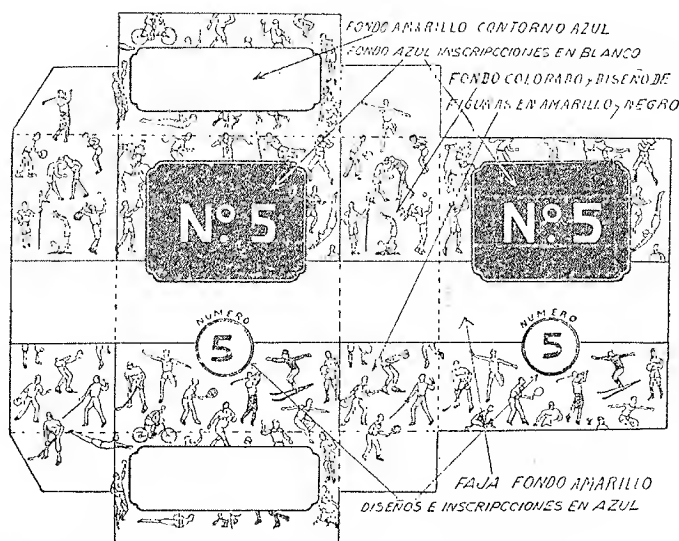 FONDO AMARILLO CONTORNO AZUL
FONDO AZUL INSCRIPCCIONES EN BLANCO
FONDO COLORADO, DISEÑO DE
FIGURAS EN AMARILLO, NEGRO
Nº 5
Nº 5
NUMERO
5
NUMERO
5
FAJA FONDO AMARILLO
DISEÑOS E INSCRIPCCIONES EN AZUL